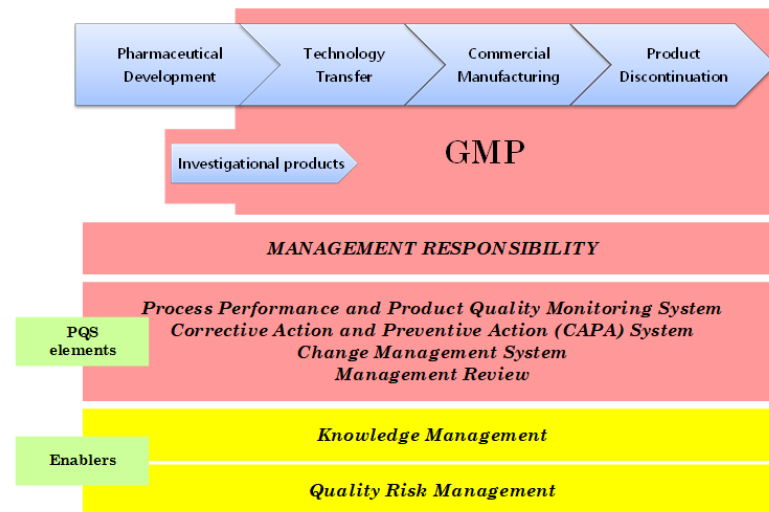 Pharmaceutical
Development
Technology
Transfer
Commercial
Manufacturing
Product
Discontinuation
Investigational products
GMP
MANAGEMENT RESPONSIBILITY
PQS
elements
Process Performance and Product Quality Monitoring System
Corrective Action and Preventive Action (CAPA) System
Change Management System
Management Review
Enablers
Knowledge Management
Quality Risk Management